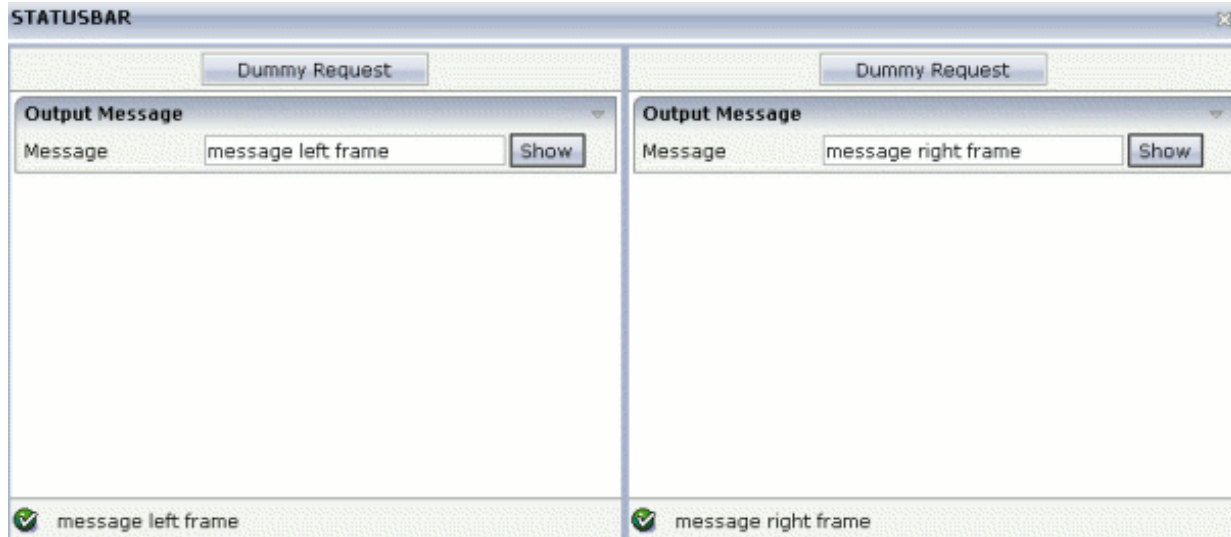 STATUSBAR
Dummy Request
Output Message
Message message left frame Show
message left frame
Dummy Request
Output Message
Message message right frame Show
message right frame